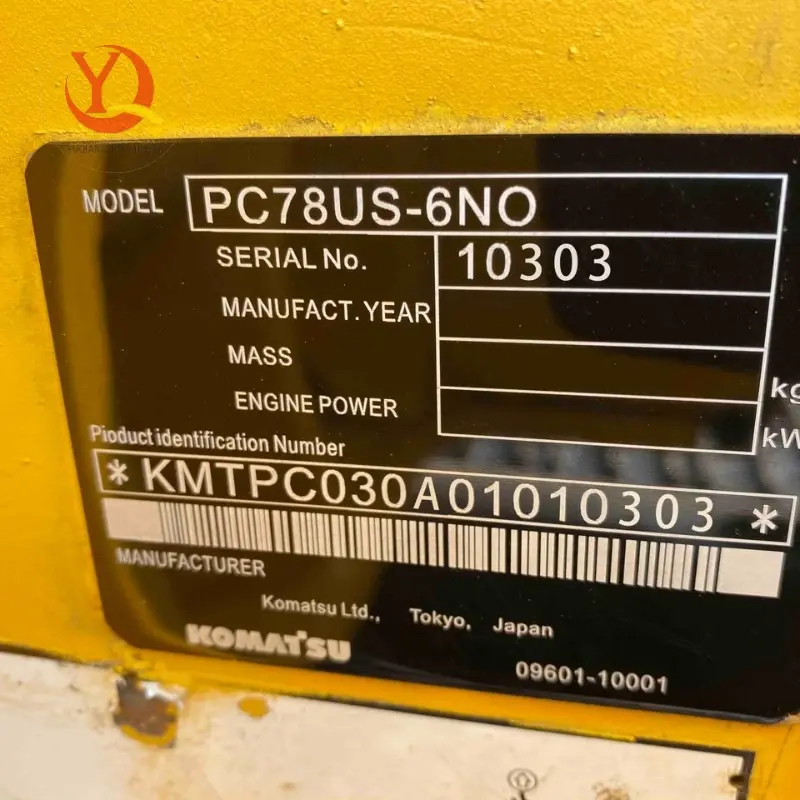 YQ
MODEL PC78US-6NO
SERIAL No. 10303
MANUFACT. YEAR
MASS kg
ENGINE POWER kW
Pioduct identification Number
*KMTPC030A01010303*
MANUFACTURER
Komatsu Ltd., Tokyo, Japan
KOMATSU
09601-10001